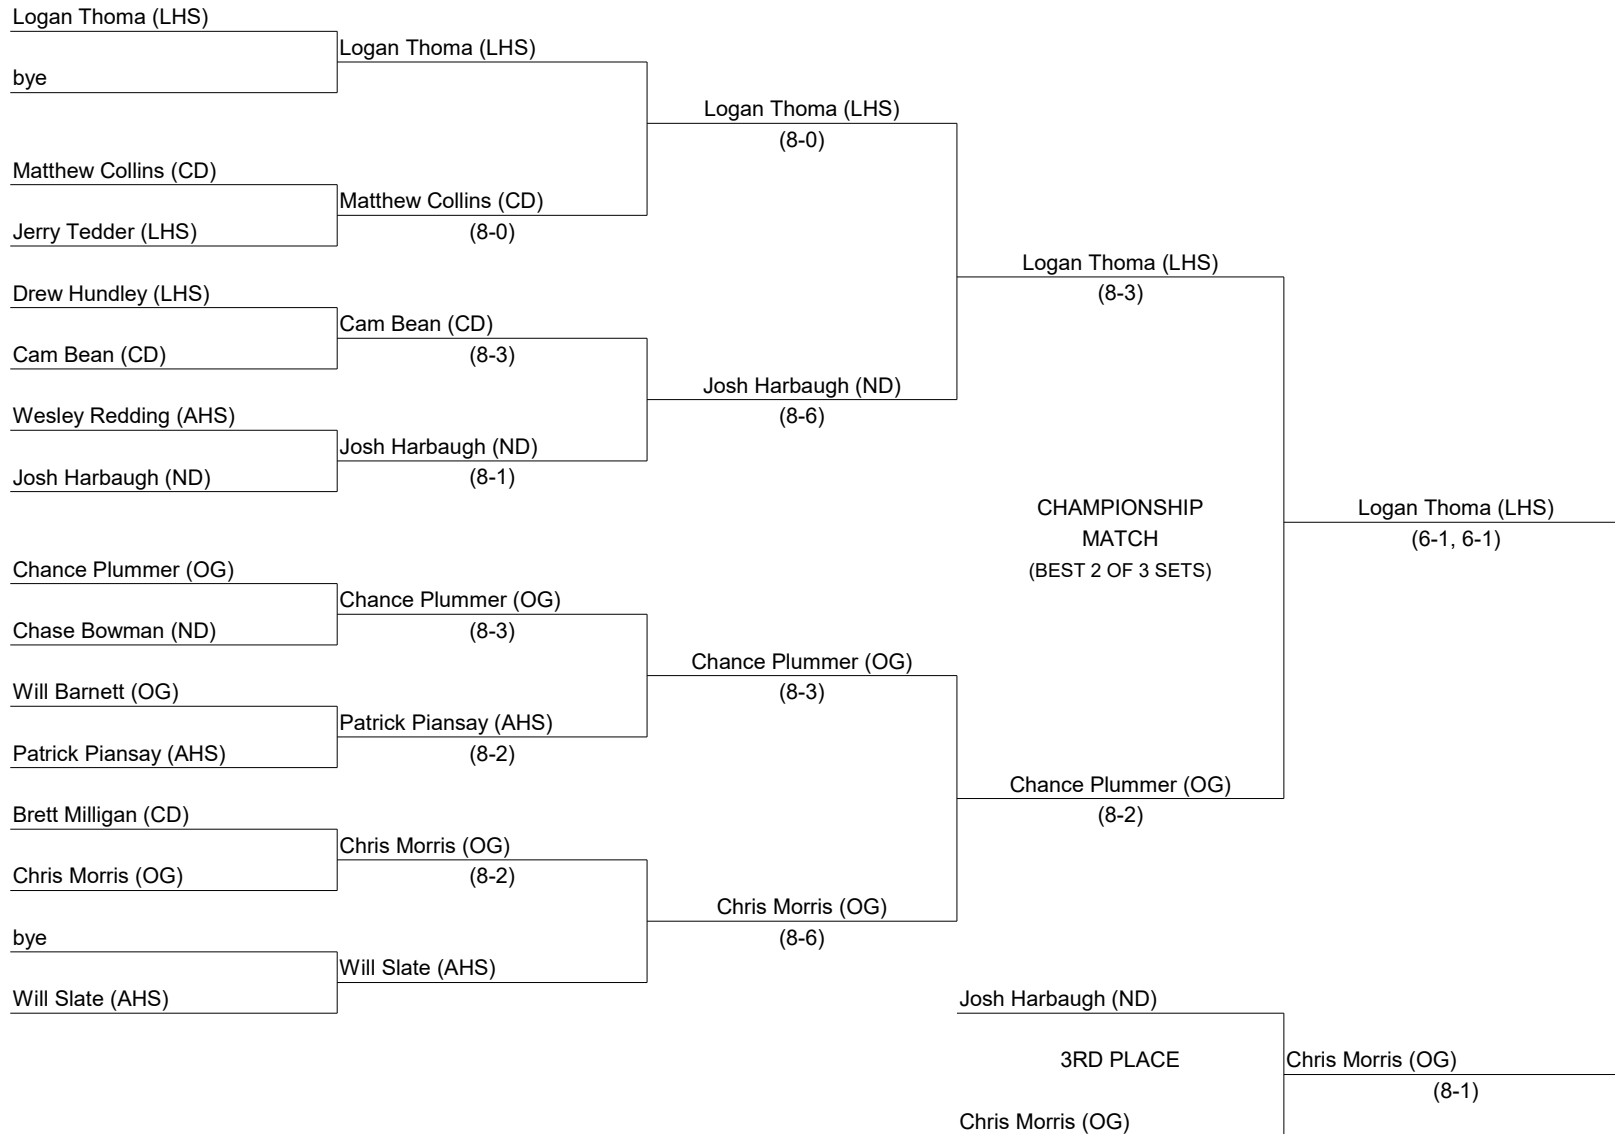 Logan Thoma (LHS)
bye
Matthew Collins (CD)
Jerry Tedder (LHS)
Drew Hundley (LHS)
Cam Bean (CD)
Wesley Redding (AHS)
Josh Harbaugh (ND)
Chance Plummer (OG)
Chase Bowman (ND)
Will Barnett (OG)
Patrick Piansay (AHS)
Brett Milligan (CD)
Chris Morris (OG)
bye
Will Slate (AHS)
Logan Thoma (LHS)
Matthew Collins (CD)
(8-0)
Cam Bean (CD)
(8-3)
Josh Harbaugh (ND)
(8-1)
Chance Plummer (OG)
(8-3)
Patrick Piansay (AHS)
(8-2)
Chris Morris (OG)
(8-2)
Will Slate (AHS)
Logan Thoma (LHS)
(8-0)
Josh Harbaugh (ND)
(8-6)
Chance Plummer (OG)
(8-3)
Chris Morris (OG)
(8-6)
Logan Thoma (LHS)
(8-3)
CHAMPIONSHIP
MATCH
(BEST 2 OF 3 SETS)
Chance Plummer (OG)
(8-2)
Logan Thoma (LHS)
(6-1, 6-1)
Josh Harbaugh (ND)
3RD PLACE
Chris Morris (OG)
Chris Morris (OG)
(8-1)